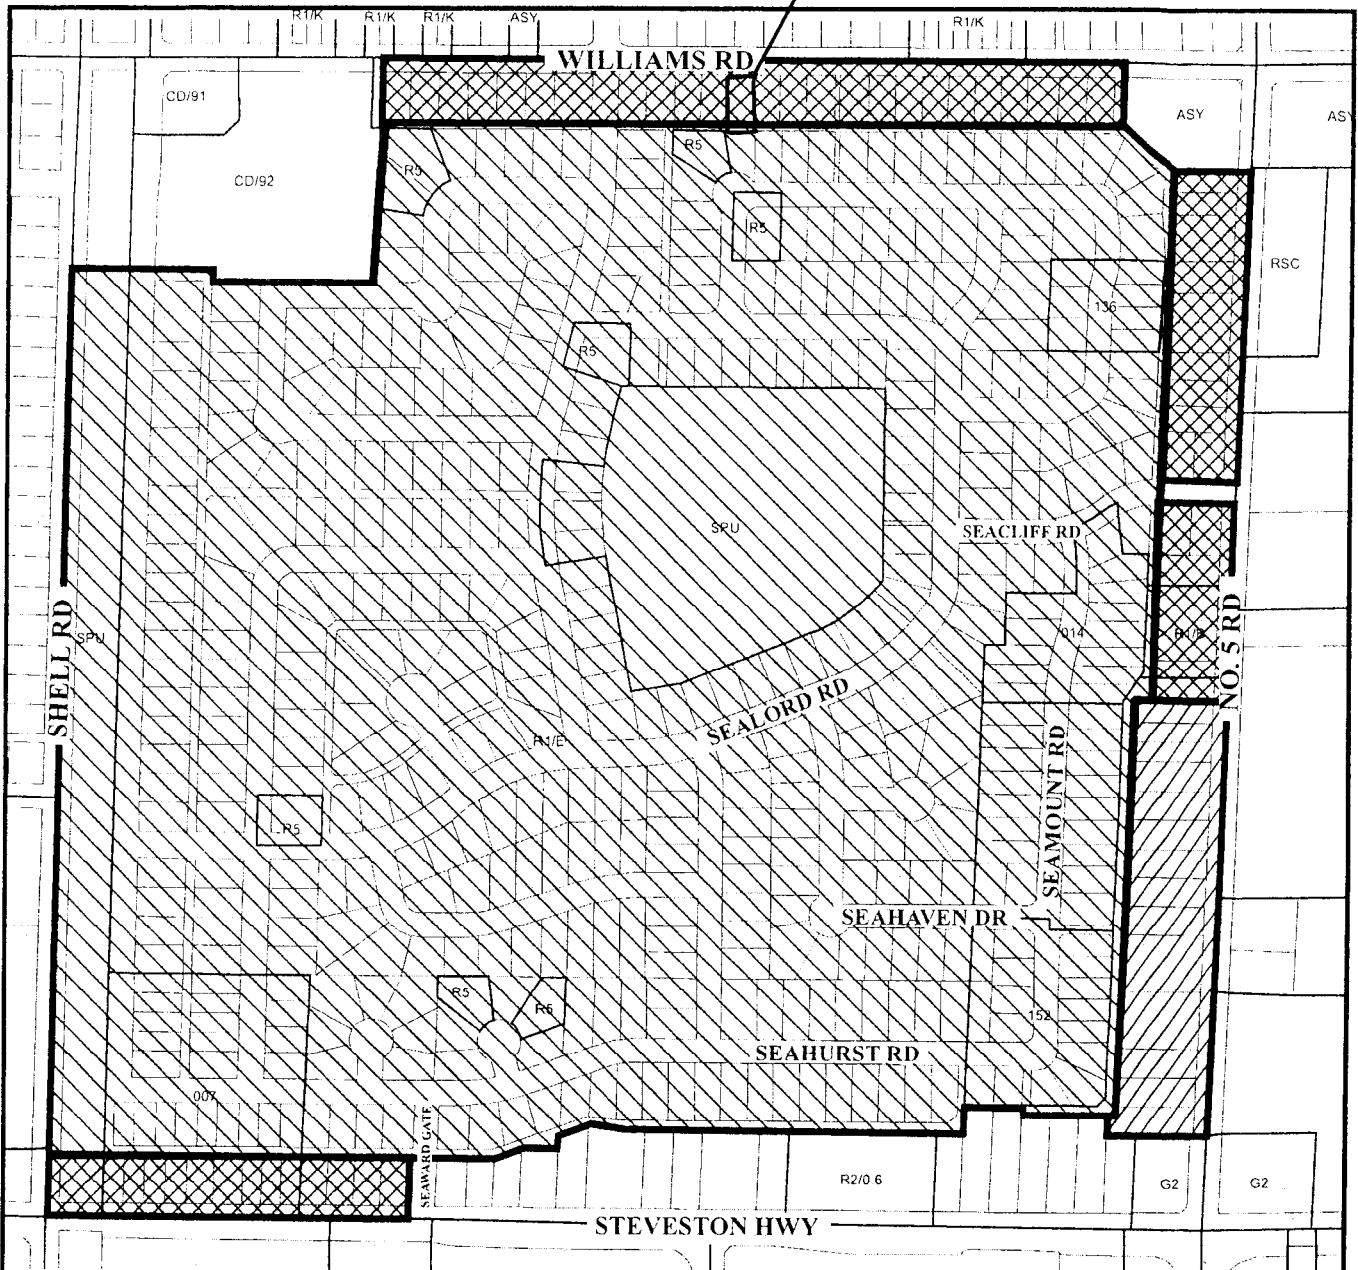 R1/K
R1/K
R1/K
ASY
R1/K
WILLIAMS RD
CD/91
ASY
R5
R5
CD/92
R5
RSC
136
R5
SPU
SEACLIFF RD
SHELL RD
SPU
014
NO. 5 RD
SEALORD RD
R1/E
SEAMOUNT RD
R5
SEAHAVEN DR
R5
R5
152
SEAHURST RD
007
SEAWARD GATE
R2/0.6
G2
G2
STEVESTON HWY